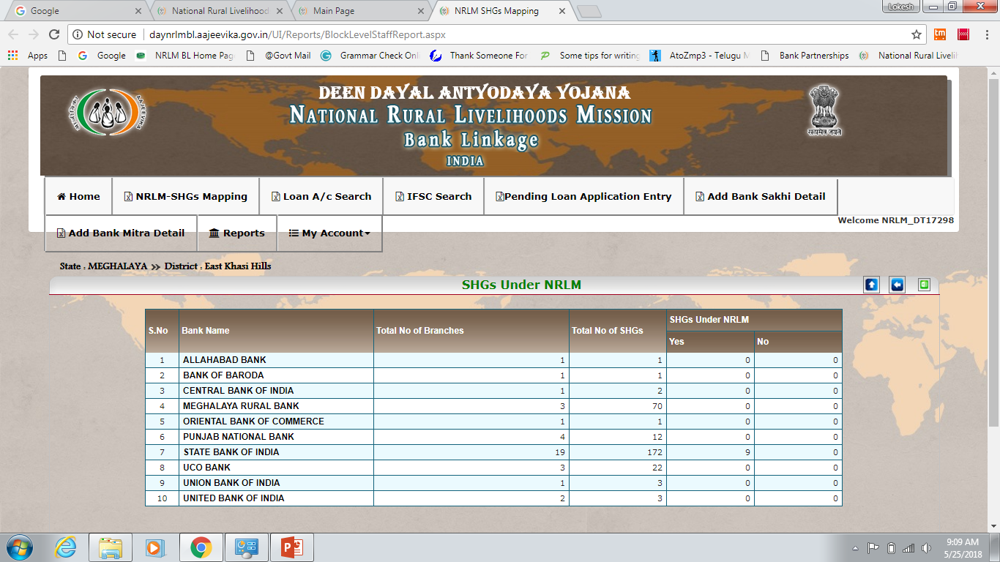 Google
National Rural Livelihood
Main Page
NRLM SHGs Mapping
Lokesh
Not secure
daynrlmbl.aajeevika.gov.in/UI/Reports/BlockLevelStaffReport.aspx
Apps Google NRLM BL Home Pag @Govt Mail Grammar Check Onl Thank Someone For Some tips for writing AtoZmp3 - Telugu M Bank Partnerships National Rural Liveli
DEEN DAYAL ANTYODAYA YOJANA
NATIONAL RURAL LIVELIHOODS MISSION
Bank Linkage
INDIA
सत्यमेव जयते
AAJEEVIKA
Home NRLM-SHGs Mapping Loan A/c Search IFSC Search Pending Loan Application Entry Add Bank Sakhi Detail
Welcome NRLM_DT17298
Add Bank Mitra Detail Reports My Account
State : MEGHALAYA >> District : East Khasi Hills
SHGs Under NRLM
S.No Bank Name Total No of Branches Total No of SHGs SHGs Under NRLM
Yes No
1 ALLAHABAD BANK 1 1 0 0
2 BANK OF BARODA 1 1 0 0
3 CENTRAL BANK OF INDIA 1 2 0 0
4 MEGHALAYA RURAL BANK 3 70 0 0
5 ORIENTAL BANK OF COMMERCE 1 1 0 0
6 PUNJAB NATIONAL BANK 4 12 0 0
7 STATE BANK OF INDIA 19 172 9 0
8 UCO BANK 3 22 0 0
9 UNION BANK OF INDIA 1 3 0 0
10 UNITED BANK OF INDIA 2 3 0 0
9:09 AM
5/25/2018